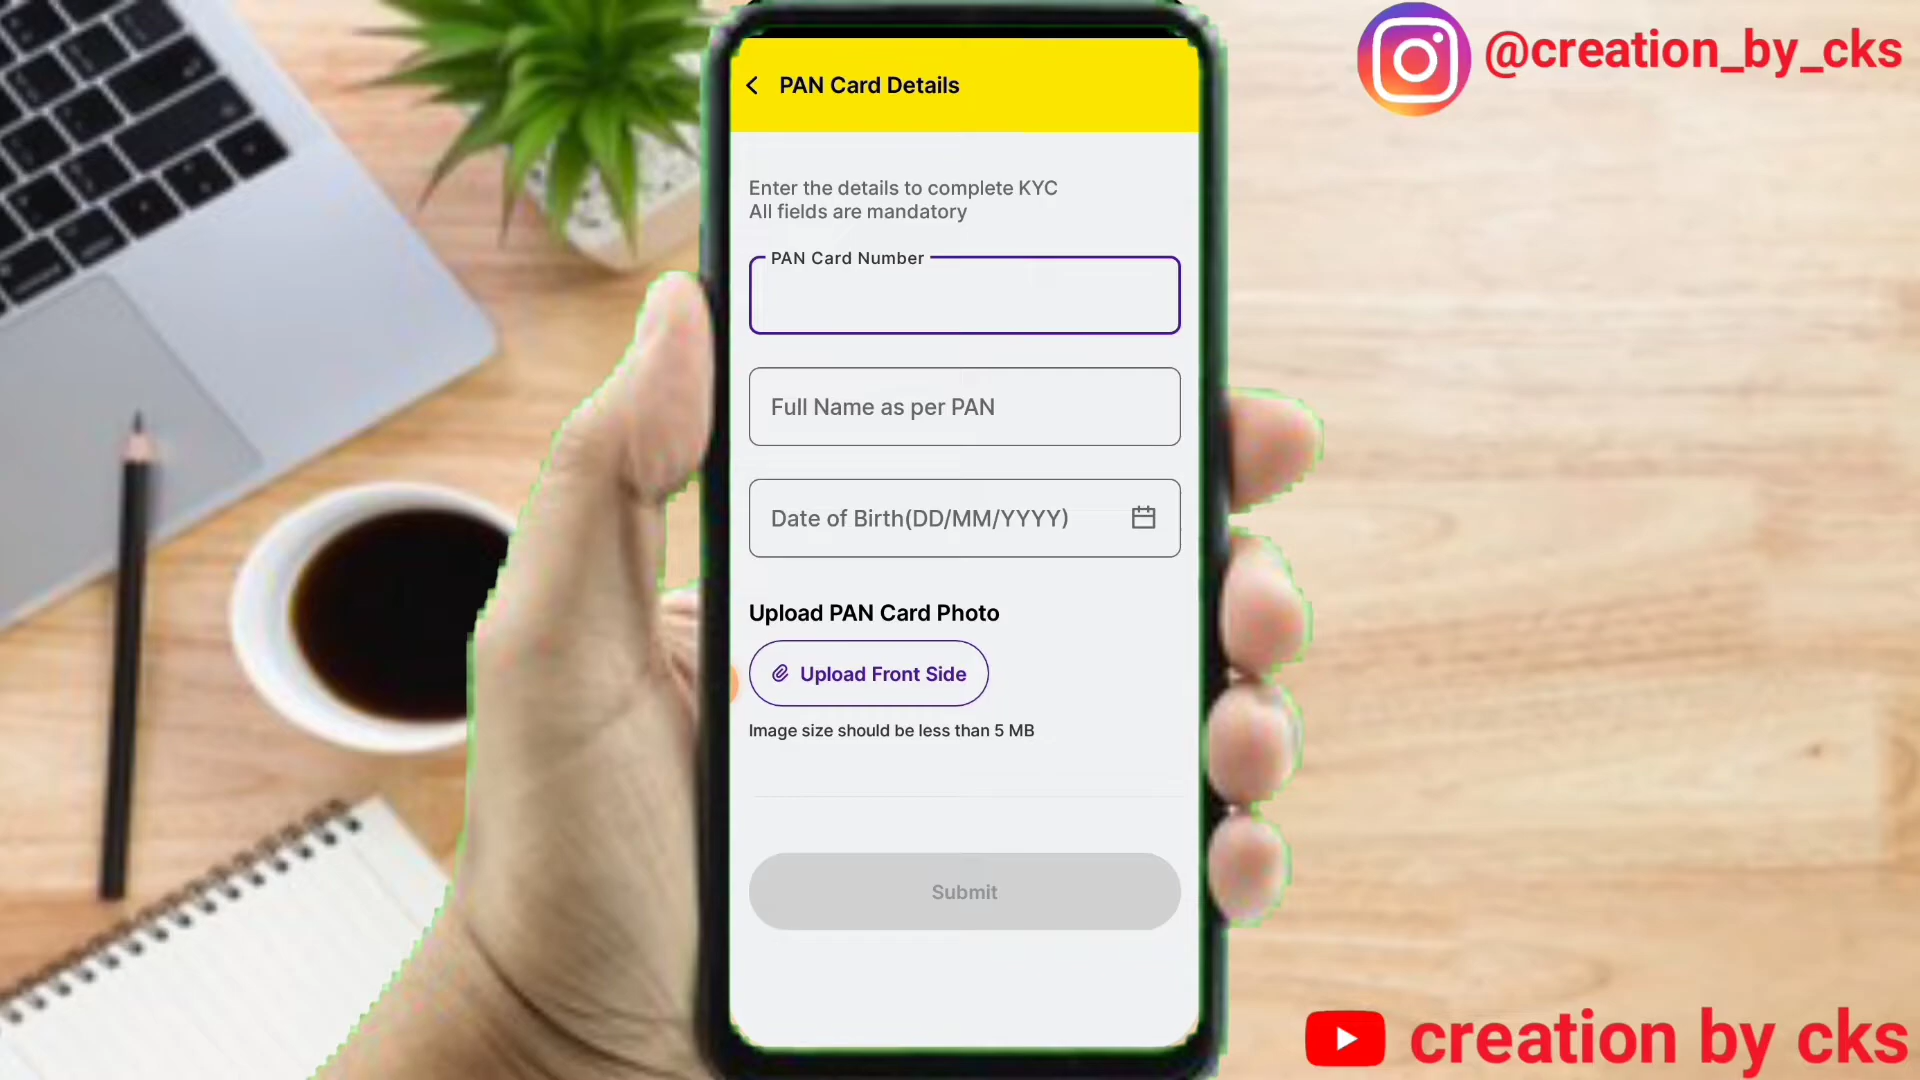 @creation_by_cks
PAN Card Details
Enter the details to complete KYC
All fields are mandatory
PAN Card Number
Full Name as per PAN
Date of Birth(DD/MM/YYYY)
Upload PAN Card Photo
Upload Front Side
Image size should be less than 5 MB
Submit
creation by cks